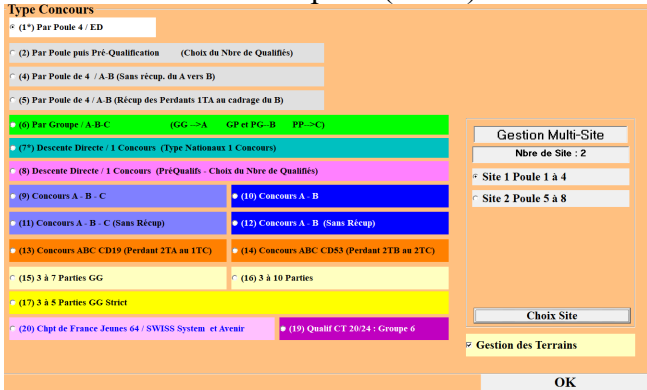 Type Concours
(1*) Par Poule 4 / ED
(2) Par Poule puis Pré-Qualification (Choix du Nbre de Qualifiés)
(4) Par Poule de 4 / A-B (Sans récup. du A vers B)
(5) Par Poule de 4 / A-B (Récup des Perdants 1TA au cadrage du B)
(6) Par Groupe / A-B-C (GG -->A GP et PG--B PP-->C)
(7*) Descente Directe / 1 Concours (Type Nationaux 1 Concours)
(8) Descente Directe / 1 Concours (PréQualifs - Choix du Nbre de Qualifiés)
(9) Concours A - B - C
(10) Concours A - B
(11) Concours A - B - C (Sans Récup)
(12) Concours A - B (Sans Récup)
(13) Concours ABC CD19 (Perdant 2TA au 1TC)
(14) Concours ABC CD53 (Perdant 2TB au 2TC)
(15) 3 à 7 Parties GG
(16) 3 à 10 Parties
(17) 3 à 5 Parties GG Strict
(20) Chpt de France Jeunes 64 / SWISS System et Avenir
(19) Qualif CT 20/24 : Groupe 6
Gestion Multi-Site
Nbre de Site : 2
Site 1 Poule 1 à 4
Site 2 Poule 5 à 8
Choix Site
Gestion des Terrains
OK